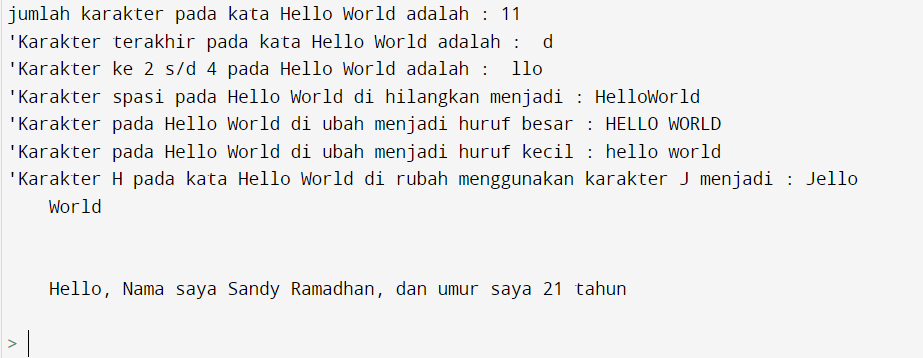 jumlah karakter pada kata Hello World adalah : 11
'Karakter terakhir pada kata Hello World adalah :  d
'Karakter ke 2 s/d 4 pada Hello World adalah :  llo
'Karakter spasi pada Hello World di hilangkan menjadi : HelloWorld
'Karakter pada Hello World di ubah menjadi huruf besar : HELLO WORLD
'Karakter pada Hello World di ubah menjadi huruf kecil : hello world
'Karakter H pada kata Hello World di rubah menggunakan karakter J menjadi : Jello
World
Hello, Nama saya Sandy Ramadhan, dan umur saya 21 tahun
>